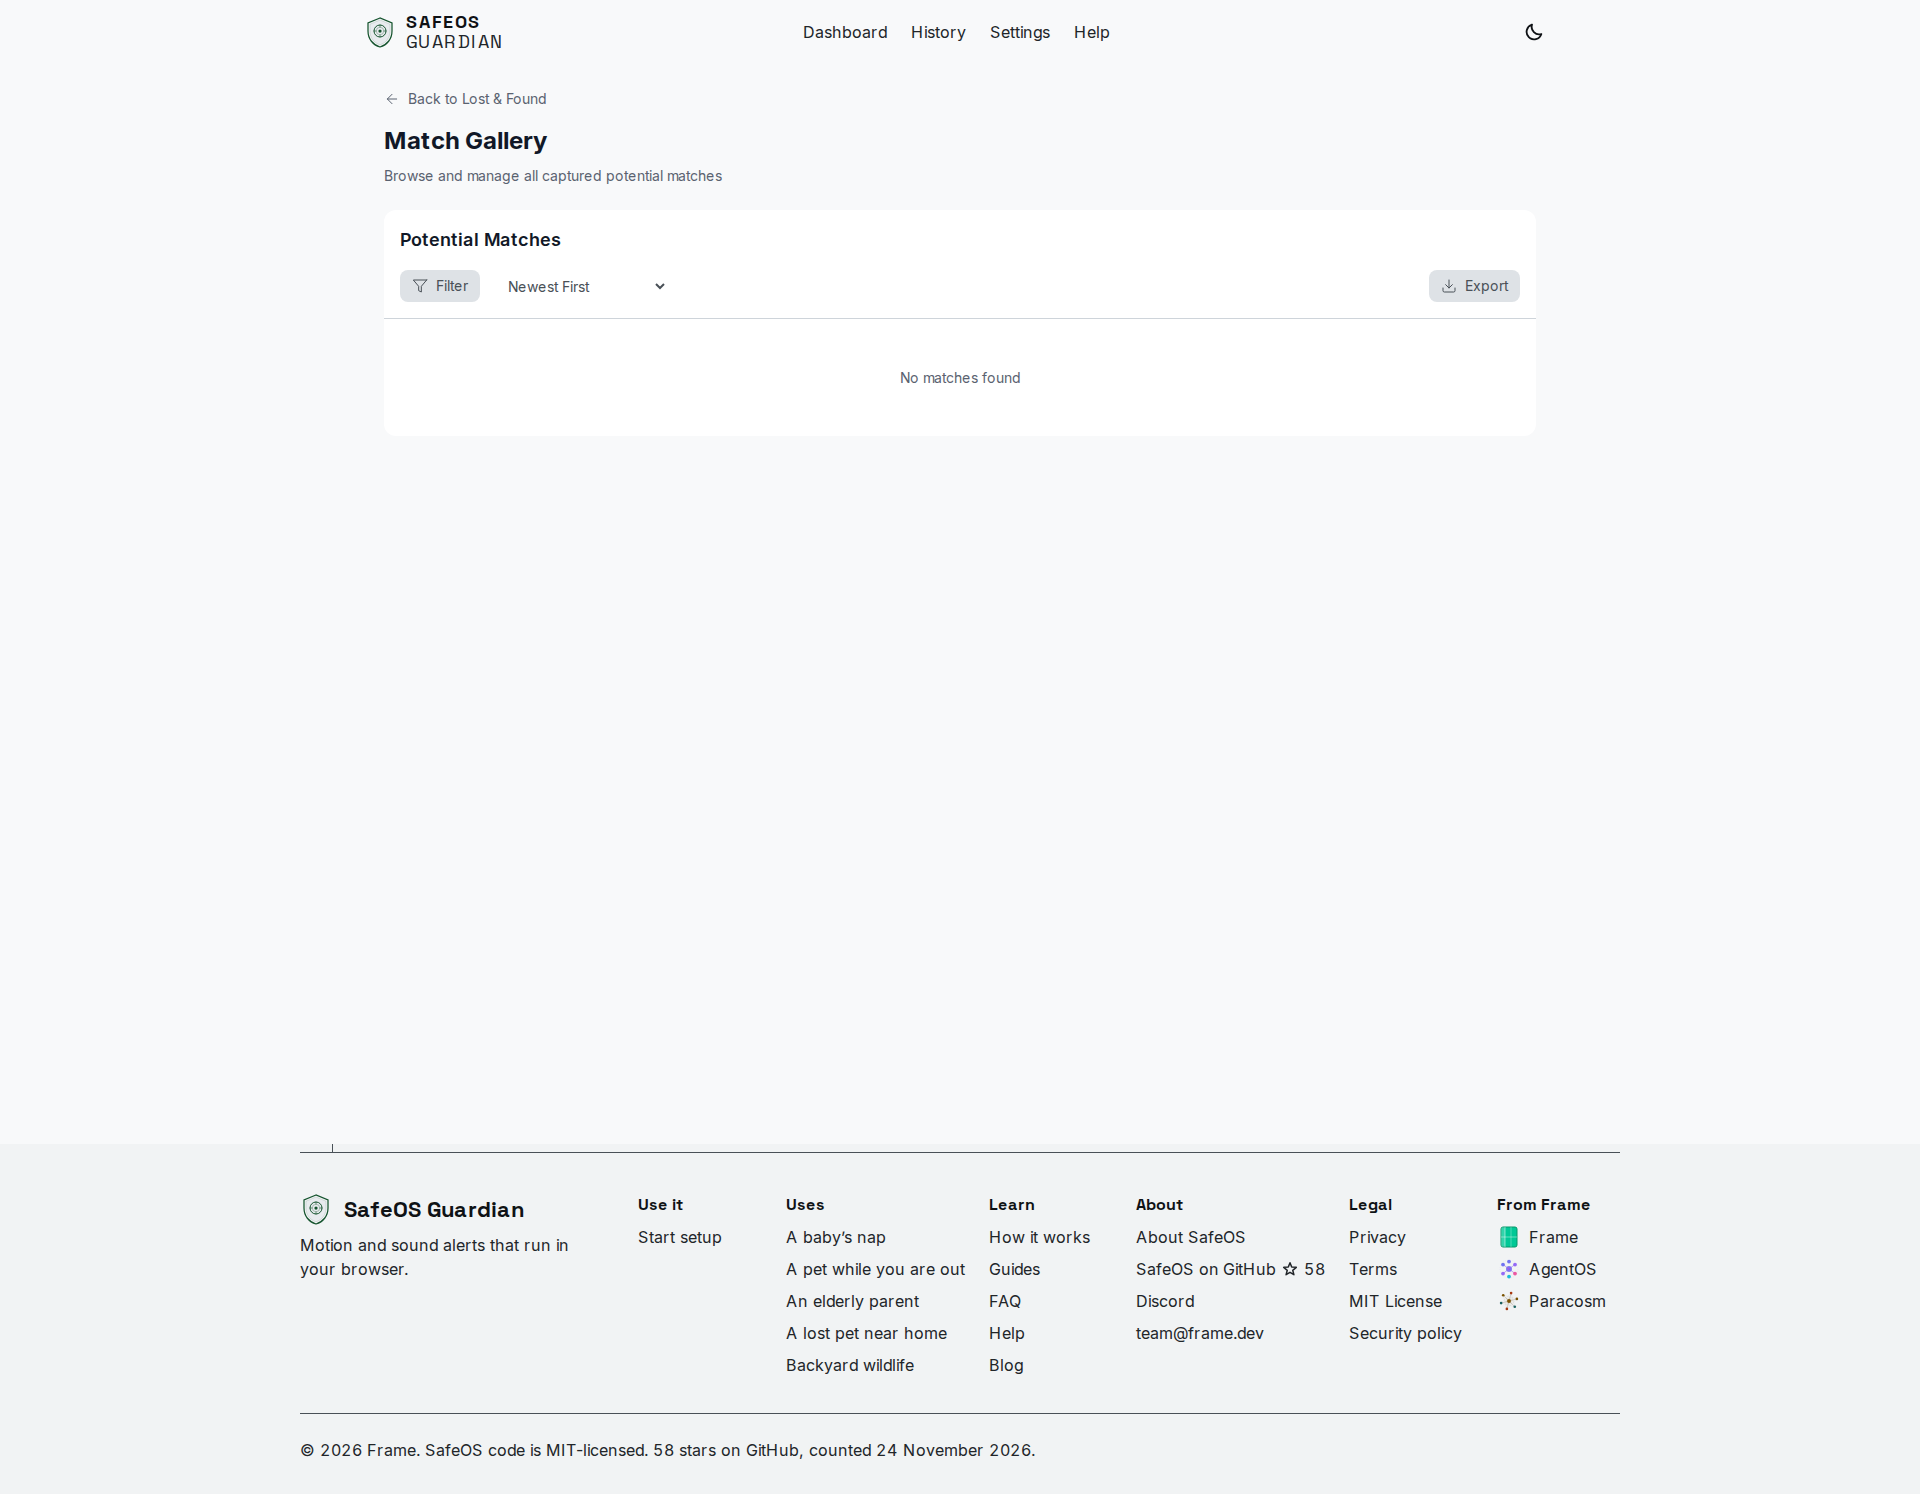 SAFEOS
GUARDIAN
Dashboard History Settings Help
Back to Lost & Found
Match Gallery
Browse and manage all captured potential matches
Potential Matches
Filter Newest First Export
No matches found
SafeOS Guardian
Motion and sound alerts that run in
your browser.
Use it
Start setup
Uses
A baby’s nap
A pet while you are out
An elderly parent
A lost pet near home
Backyard wildlife
Learn
How it works
Guides
FAQ
Help
Blog
About
About SafeOS
SafeOS on GitHub ☆ 58
Discord
team@frame.dev
Legal
Privacy
Terms
MIT License
Security policy
From Frame
Frame
AgentOS
Paracosm
© 2026 Frame. SafeOS code is MIT-licensed. 58 stars on GitHub, counted 24 November 2026.